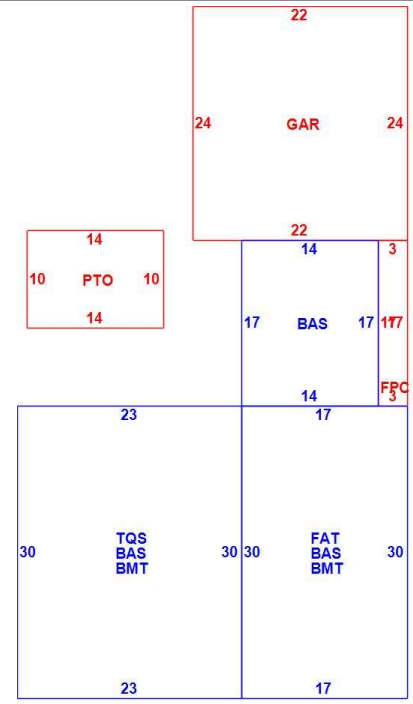 22
24 GAR 24
22
14 3
14
10 PTO 10
14
17 BAS 17 17 17
FPC
14 3
23 17
TQS FAT
30 BAS 30 30 BAS 30
BMT BMT
23 17